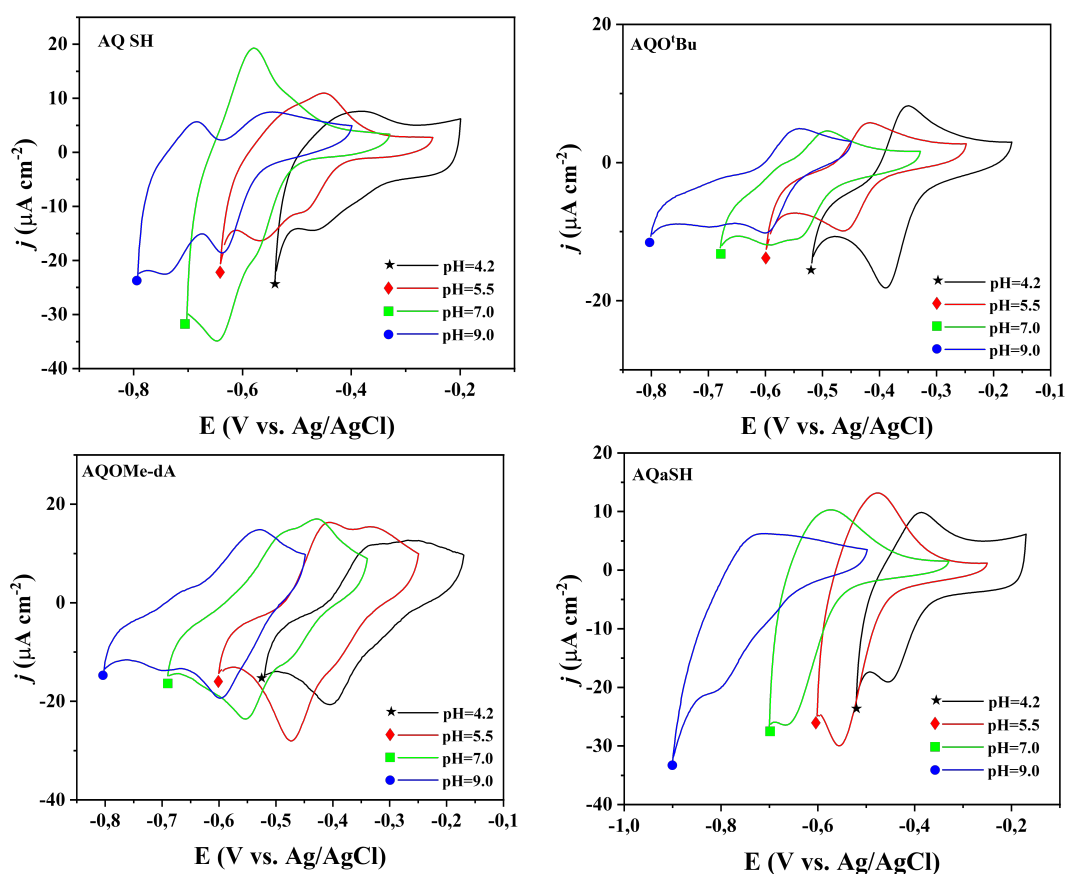 AQ SH
20
10
0
-10
-20
-30
-40
j (µA cm⁻²)
pH=4.2
pH=5.5
pH=7.0
pH=9.0
-0,8 -0,6 -0,4 -0,2
E (V vs. Ag/AgCl)
AQOᵗBu
20
0
-20
j (µA cm⁻²)
pH=4.2
pH=5.5
pH=7.0
pH=9.0
-0,8 -0,7 -0,6 -0,5 -0,4 -0,3 -0,2 -0,1
E (V vs. Ag/AgCl)
AQOMe-dA
20
0
-20
-40
j (µA cm⁻²)
pH=4.2
pH=5.5
pH=7.0
pH=9.0
-0,8 -0,7 -0,6 -0,5 -0,4 -0,3 -0,2 -0,1
E (V vs. Ag/AgCl)
AQaSH
20
10
0
-10
-20
-30
-40
j (µA cm⁻²)
pH=4.2
pH=5.5
pH=7.0
pH=9.0
-1,0 -0,8 -0,6 -0,4 -0,2
E (V vs. Ag/AgCl)